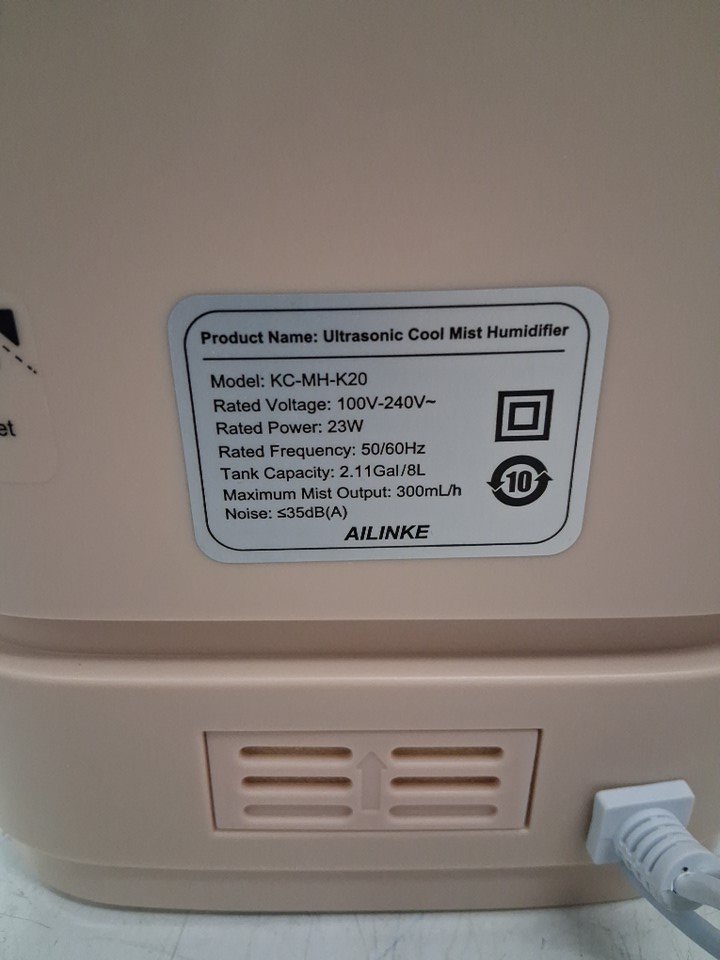 Product Name: Ultrasonic Cool Mist Humidifier
Model: KC-MH-K20
Rated Voltage: 100V-240V~
Rated Power: 23W
Rated Frequency: 50/60Hz
Tank Capacity: 2.11Gal/8L
Maximum Mist Output: 300mL/h
Noise: ≤35dB(A)
10
AILINKE